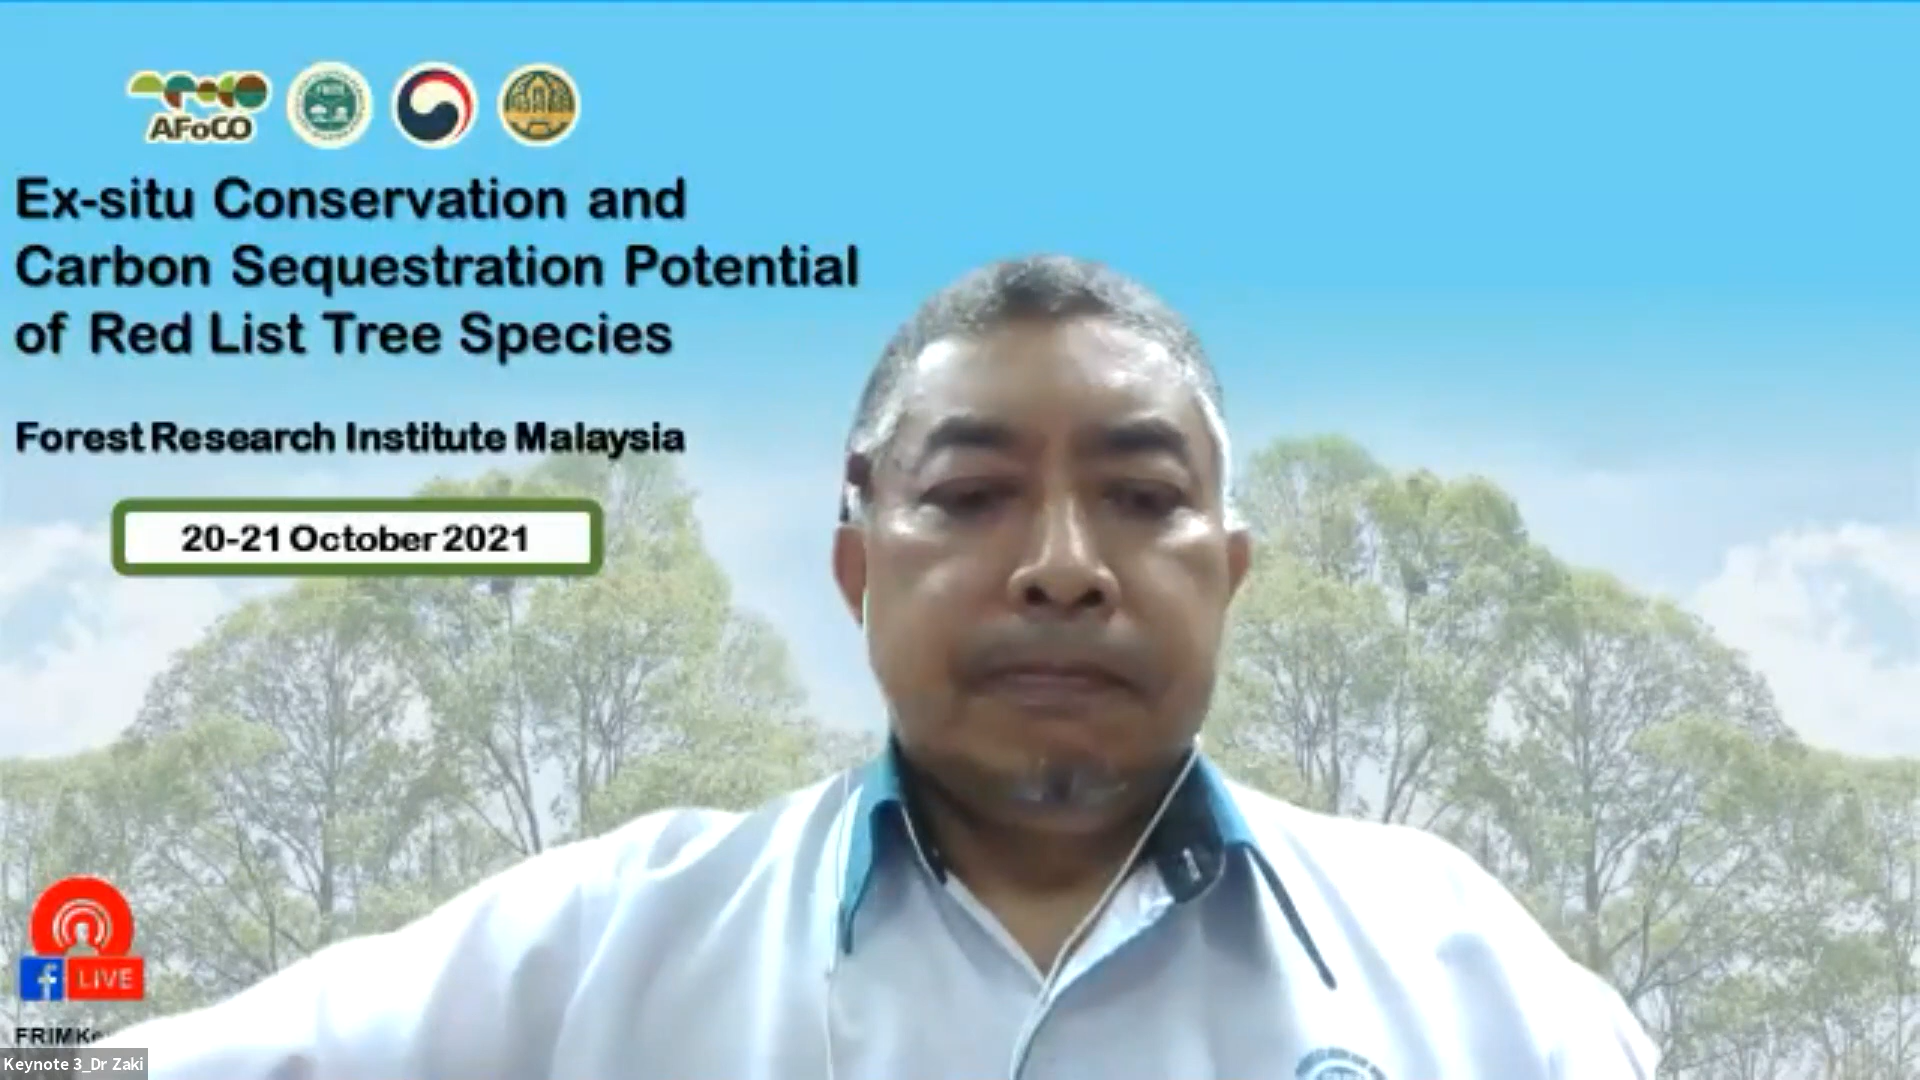 AFoCO
FRIM
Ex-situ Conservation and
Carbon Sequestration Potential
of Red List Tree Species
Forest Research Institute Malaysia
20-21 October 2021
LIVE
Keynote 3_Dr Zaki